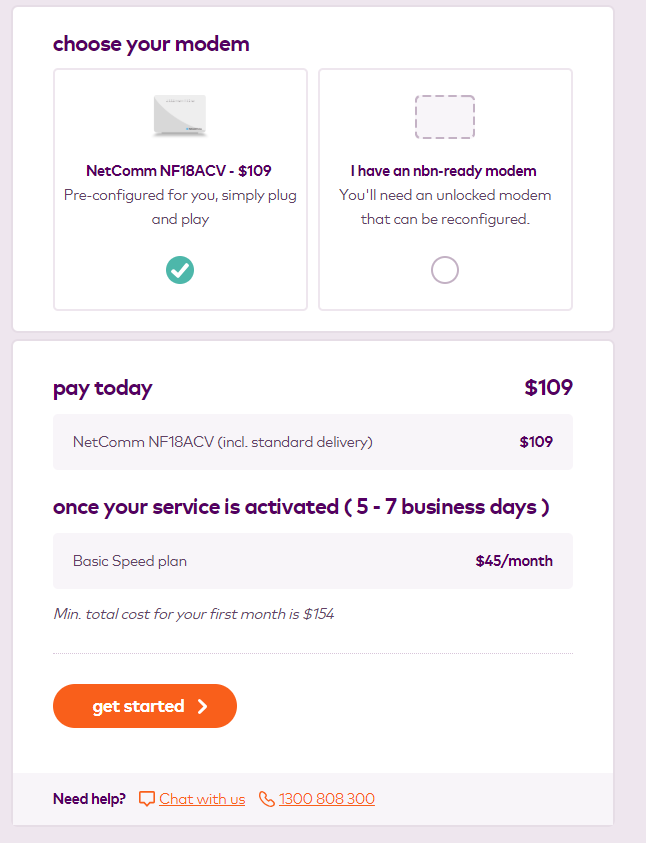 choose your modem
NetComm NF18ACV - $109
Pre-configured for you, simply plug
and play
I have an nbn-ready modem
You'll need an unlocked modem
that can be reconfigured.
pay today $109
NetComm NF18ACV (incl. standard delivery) $109
once your service is activated ( 5 - 7 business days )
Basic Speed plan $45/month
Min. total cost for your first month is $154
get started
Need help? Chat with us 1300 808 300